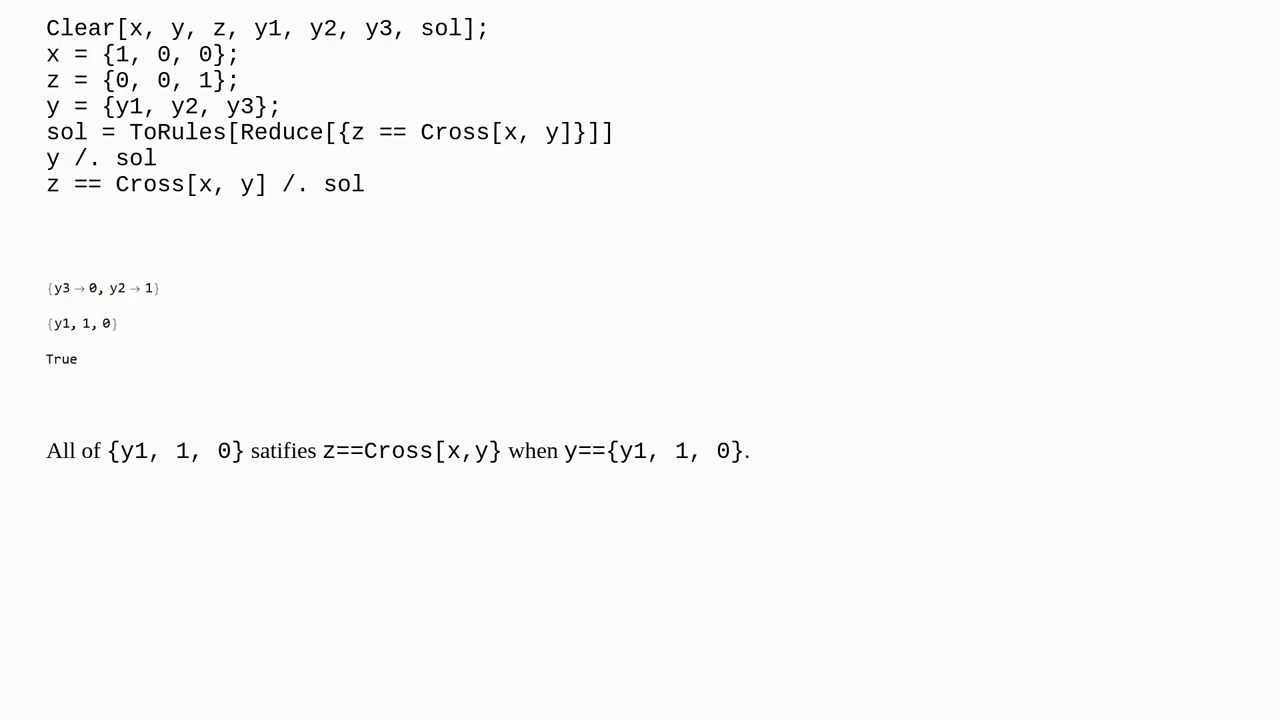 Clear[x, y, z, y1, y2, y3, sol];
x = {1, 0, 0};
z = {0, 0, 1};
y = {y1, y2, y3};
sol = ToRules[Reduce[{z == Cross[x, y]}]]
y /. sol
z == Cross[x, y] /. sol
{y3 → 0, y2 → 1}
{y1, 1, 0}
True
All of {y1, 1, 0} satifies z==Cross[x,y} when y=={y1, 1, 0}.